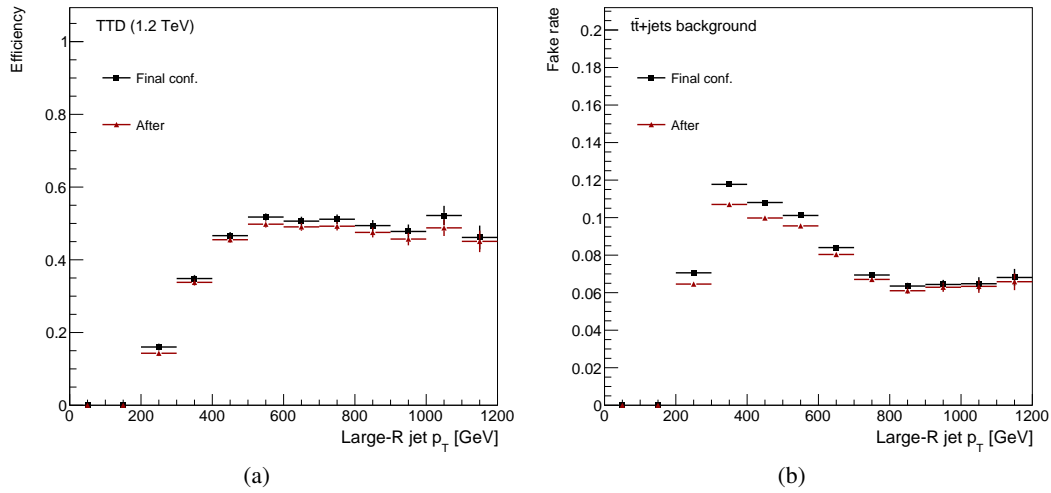 TTD (1.2 TeV)
Efficiency
1
0.8
0.6
0.4
0.2
0
Final conf.
After
0 200 400 600 800 1000 1200
Large-R jet p_T [GeV]
(a)
tt̄+jets background
Fake rate
0.2
0.18
0.16
0.14
0.12
0.1
0.08
0.06
0.04
0.02
0
Final conf.
After
0 200 400 600 800 1000 1200
Large-R jet p_T [GeV]
(b)